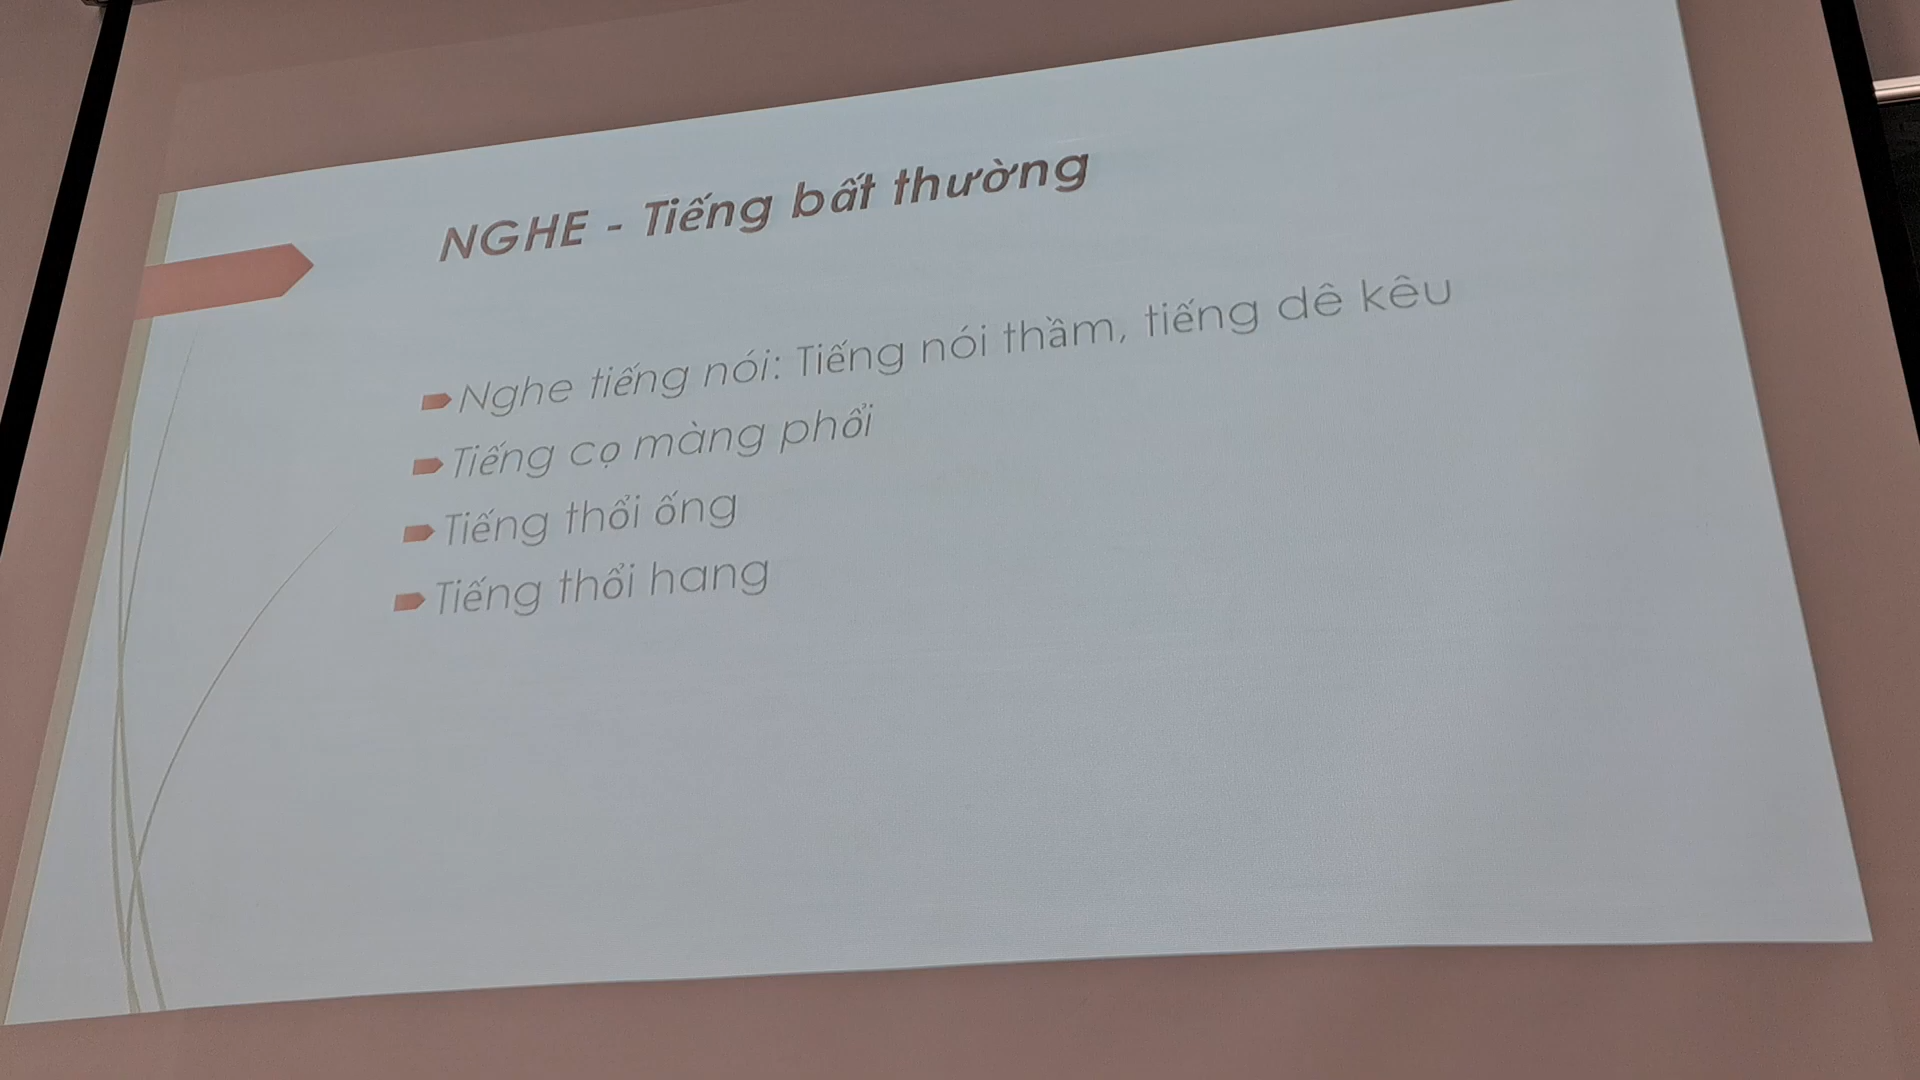 NGHE - Tiếng bất thường
Nghe tiếng nói: Tiếng nói thầm, tiếng dê kêu
Tiếng cọ màng phổi
Tiếng thổi ống
Tiếng thổi hang